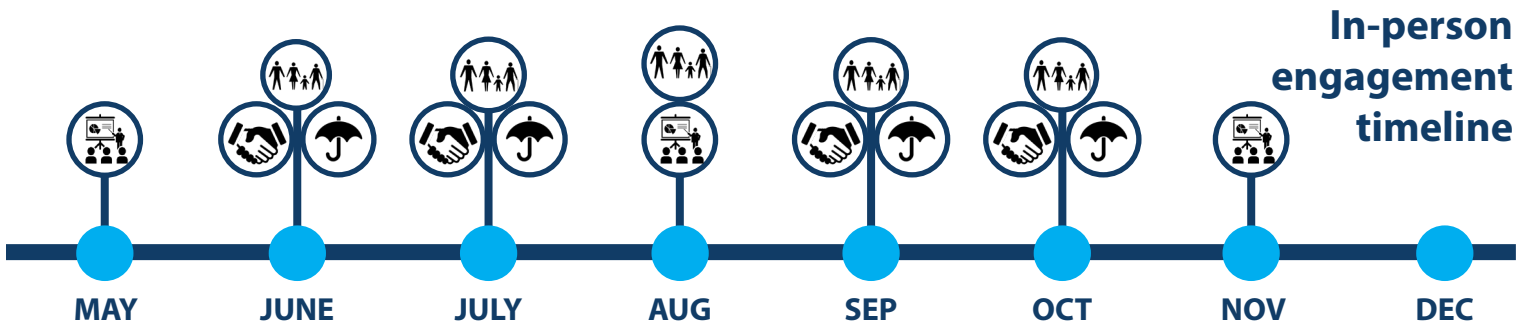 In-person
engagement
timeline
MAY JUNE JULY AUG SEP OCT NOV DEC